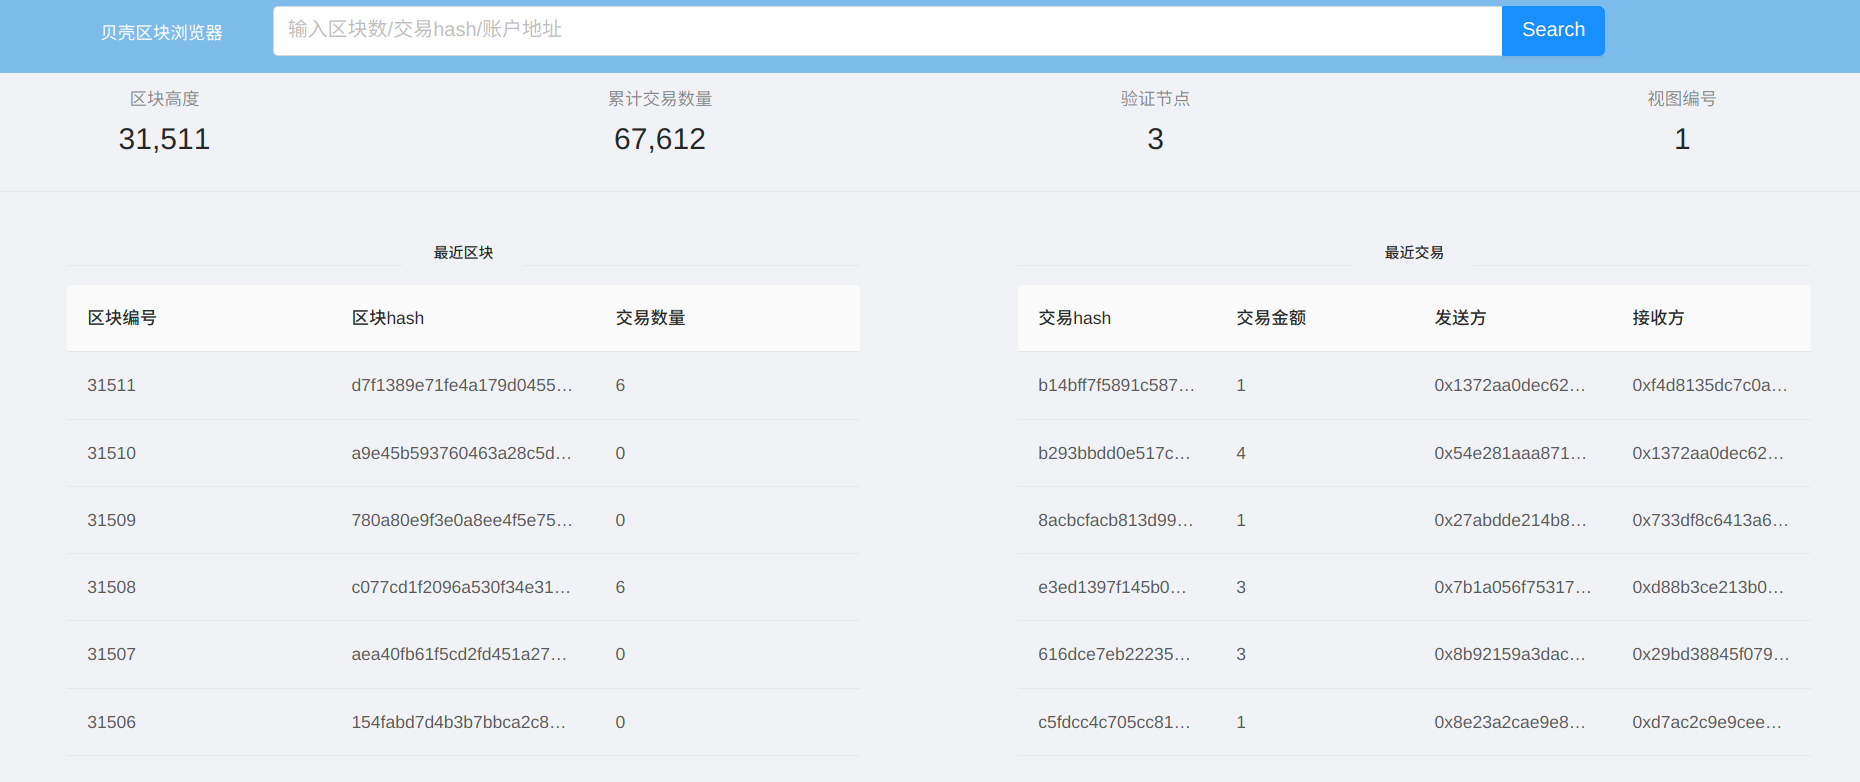 贝壳区块浏览器
输入区块数/交易hash/账户地址
Search
区块高度
31,511
累计交易数量
67,612
验证节点
3
视图编号
1
最近区块
区块编号 区块hash 交易数量
31511 d7f1389e71fe4a179d0455... 6
31510 a9e45b593760463a28c5d... 0
31509 780a80e9f3e0a8ee4f5e75... 0
31508 c077cd1f2096a530f34e31... 6
31507 aea40fb61f5cd2fd451a27... 0
31506 154fabd7d4b3b7bbca2c8... 0
最近交易
交易hash 交易金额 发送方 接收方
b14bff7f5891c587... 1 0x1372aa0dec62... 0xf4d8135dc7c0a...
b293bbdd0e517c... 4 0x54e281aaa871... 0x1372aa0dec62...
8acbcfacb813d99... 1 0x27abdde214b8... 0x733df8c6413a6...
e3ed1397f145b0... 3 0x7b1a056f75317... 0xd88b3ce213b0...
616dce7eb22235... 3 0x8b92159a3dac... 0x29bd38845f079...
c5fdcc4c705cc81... 1 0x8e23a2cae9e8... 0xd7ac2c9e9cee...